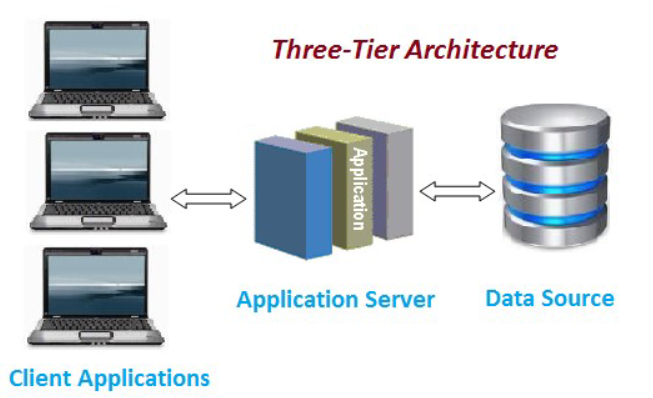 Three-Tier Architecture
Application
Application Server
Data Source
Client Applications